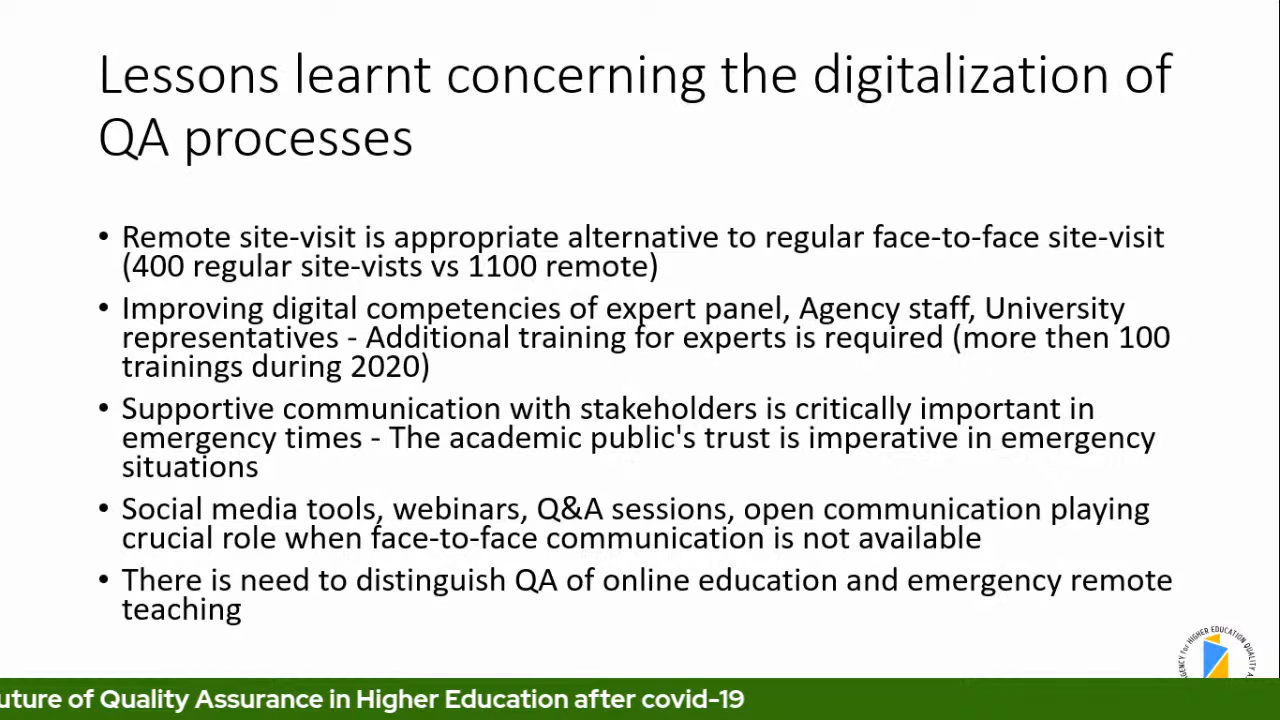 Lessons learnt concerning the digitalization of
QA processes
• Remote site-visit is appropriate alternative to regular face-to-face site-visit
(400 regular site-vists vs 1100 remote)
• Improving digital competencies of expert panel, Agency staff, University
representatives - Additional training for experts is required (more then 100
trainings during 2020)
• Supportive communication with stakeholders is critically important in
emergency times - The academic public's trust is imperative in emergency
situations
• Social media tools, webinars, Q&A sessions, open communication playing
crucial role when face-to-face communication is not available
• There is need to distinguish QA of online education and emergency remote
teaching
for HIGHER EDUCATION QUALITY
uture of Quality Assurance in Higher Education after covid-19